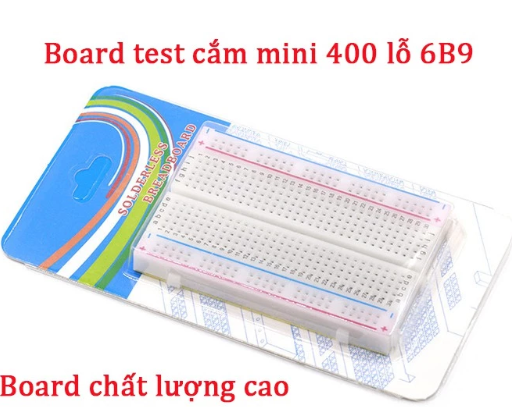 Board test cắm mini 400 lỗ 6B9
SOLDERLESS
BREADBOARD
Board chất lượng cao